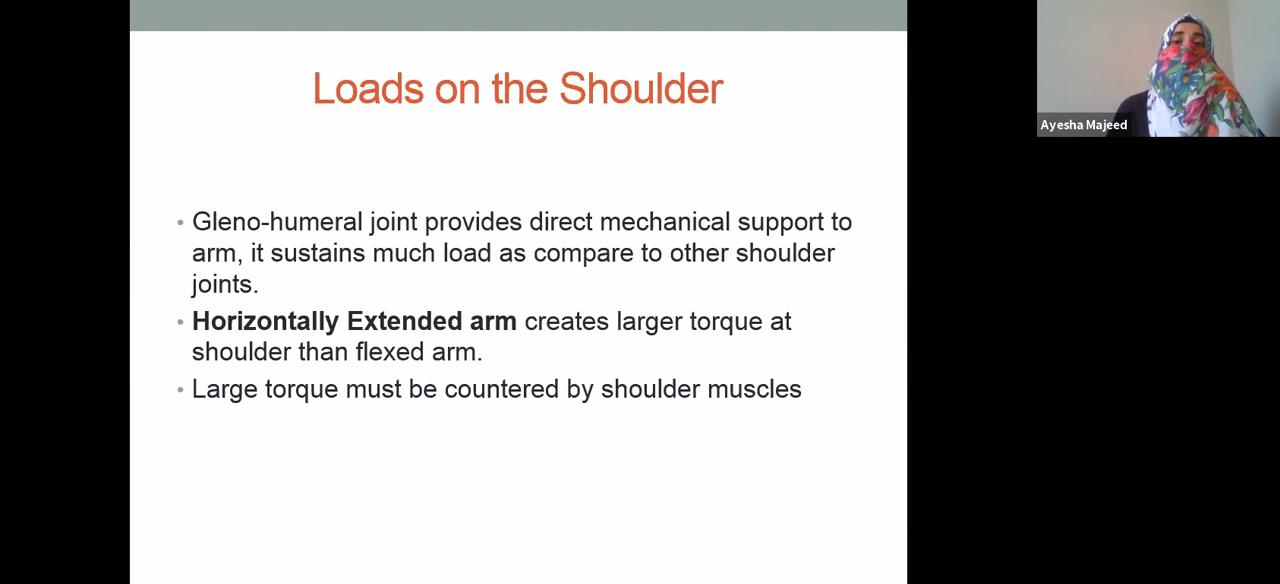 Loads on the Shoulder
Ayesha Majeed
• Gleno-humeral joint provides direct mechanical support to
arm, it sustains much load as compare to other shoulder
joints.
• Horizontally Extended arm creates larger torque at
shoulder than flexed arm.
• Large torque must be countered by shoulder muscles